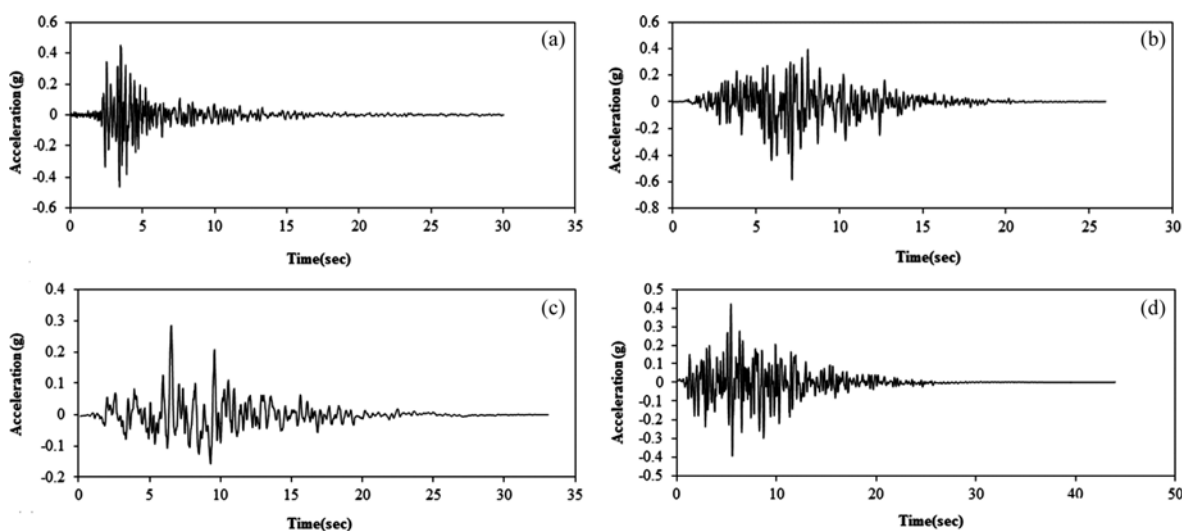 0.6
(a)
0.4
0.2
0
-0.2
-0.4
-0.6
Acceleration (g)
0 5 10 15 20 25 30 35
Time(sec)
0.6
(b)
0.4
0.2
0
-0.2
-0.4
-0.6
-0.8
Acceleration (g)
0 5 10 15 20 25 30
Time(sec)
0.4
(c)
0.3
0.2
0.1
0
-0.1
-0.2
Acceleration (g)
0 5 10 15 20 25 30 35
Time(sec)
0.5
(d)
0.4
0.3
0.2
0.1
0
-0.1
-0.2
-0.3
-0.4
-0.5
Acceleration (g)
0 10 20 30 40 50
Time(sec)